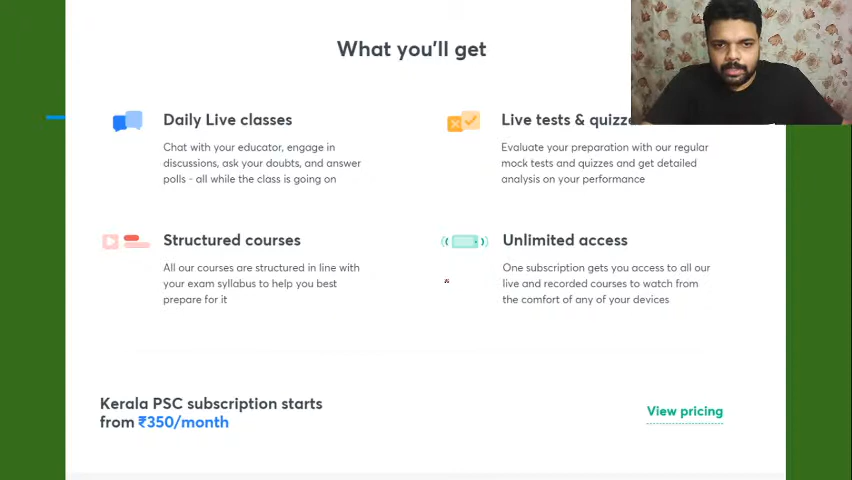 What you'll get
Daily Live classes
Chat with your educator, engage in
discussions, ask your doubts, and answer
polls - all while the class is going on
Live tests &
Evaluate your preparation with our regular
mock tests and quizzes and get detailed
analysis on your performance
Structured courses
All our courses are structured in line with
your exam syllabus to help you best
prepare for it
Unlimited access
One subscription gets you access to all our
live and recorded courses to watch from
the comfort of any of your devices
Kerala PSC subscription starts
from ₹350/month
View pricing